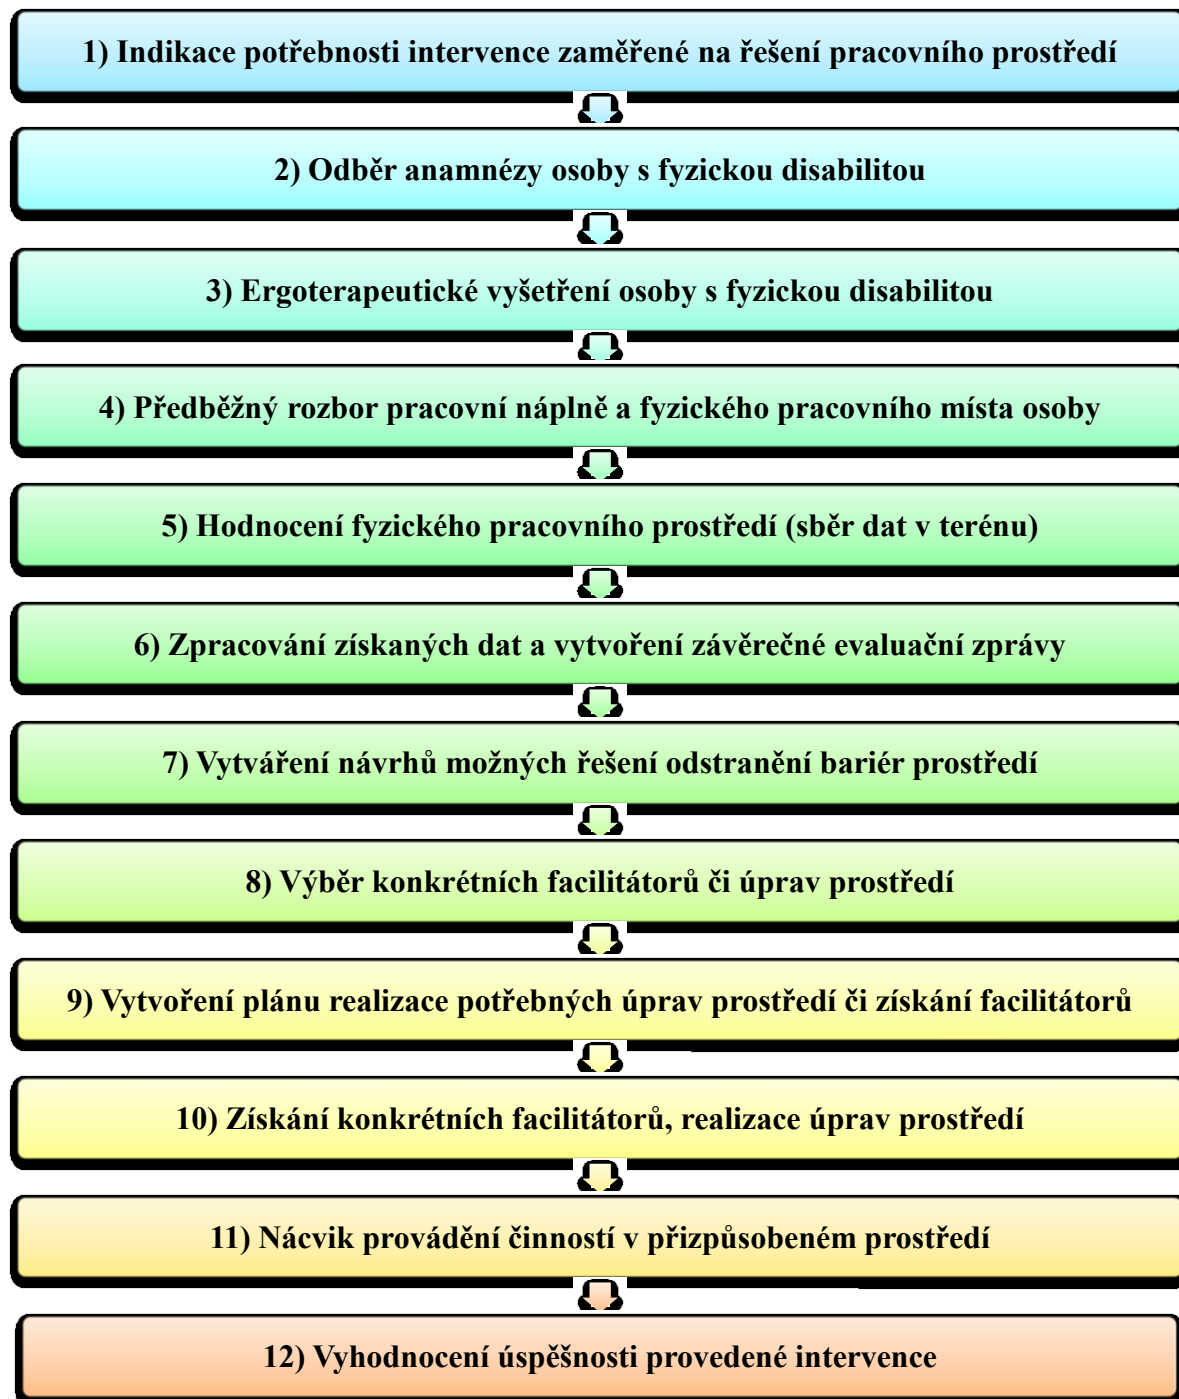 1) Indikace potřebnosti intervence zaměřené na řešení pracovního prostředí
2) Odběr anamnézy osoby s fyzickou disabilitou
3) Ergoterapeutické vyšetření osoby s fyzickou disabilitou
4) Předběžný rozbor pracovní náplně a fyzického pracovního místa osoby
5) Hodnocení fyzického pracovního prostředí (sběr dat v terénu)
6) Zpracování získaných dat a vytvoření závěrečné evaluační zprávy
7) Vytváření návrhů možných řešení odstranění bariér prostředí
8) Výběr konkrétních facilitátorů či úprav prostředí
9) Vytvoření plánu realizace potřebných úprav prostředí či získání facilitátorů
10) Získání konkrétních facilitátorů, realizace úprav prostředí
11) Nácvik provádění činností v přizpůsobeném prostředí
12) Vyhodnocení úspěšnosti provedené intervence